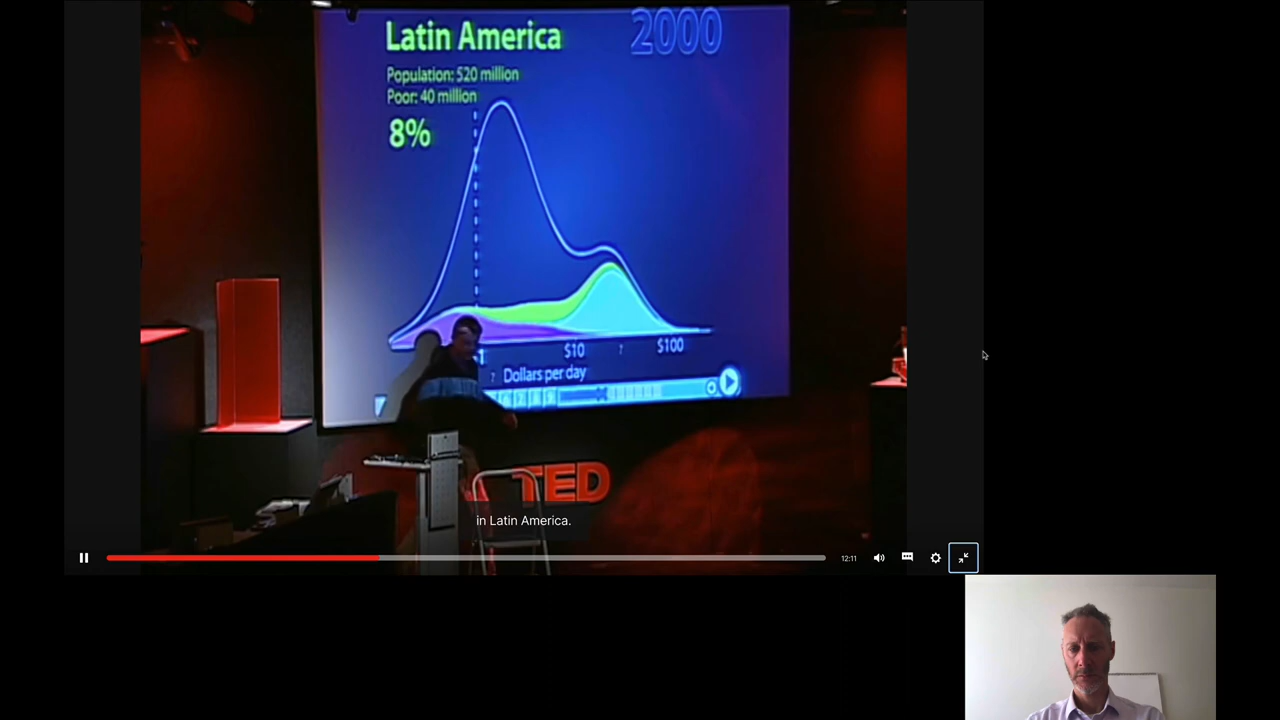 Latin America
2000
Population: 520 million
Poor: 40 million
8%
1
$10
?
$100
?
Dollars per day
TED
in Latin America.
12:11